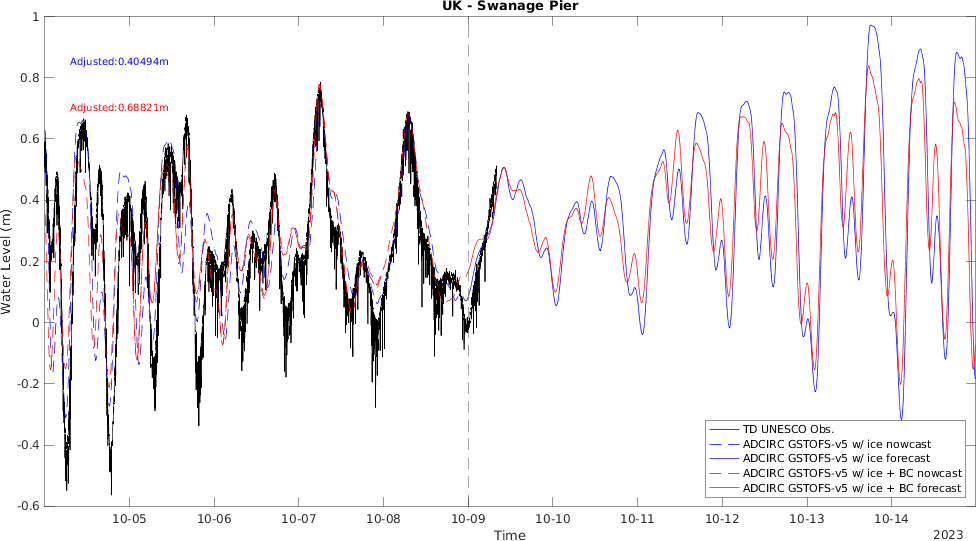 UK - Swanage Pier
Adjusted:0.40494m
Adjusted:0.68821m
Water Level (m)
1
0.8
0.6
0.4
0.2
0
-0.2
-0.4
-0.6
10-05 10-06 10-07 10-08 10-09 10-10 10-11 10-12 10-13 10-14
Time
2023
TD UNESCO Obs.
ADCIRC GSTOFS-v5 w/ ice nowcast
ADCIRC GSTOFS-v5 w/ ice forecast
ADCIRC GSTOFS-v5 w/ ice + BC nowcast
ADCIRC GSTOFS-v5 w/ ice + BC forecast